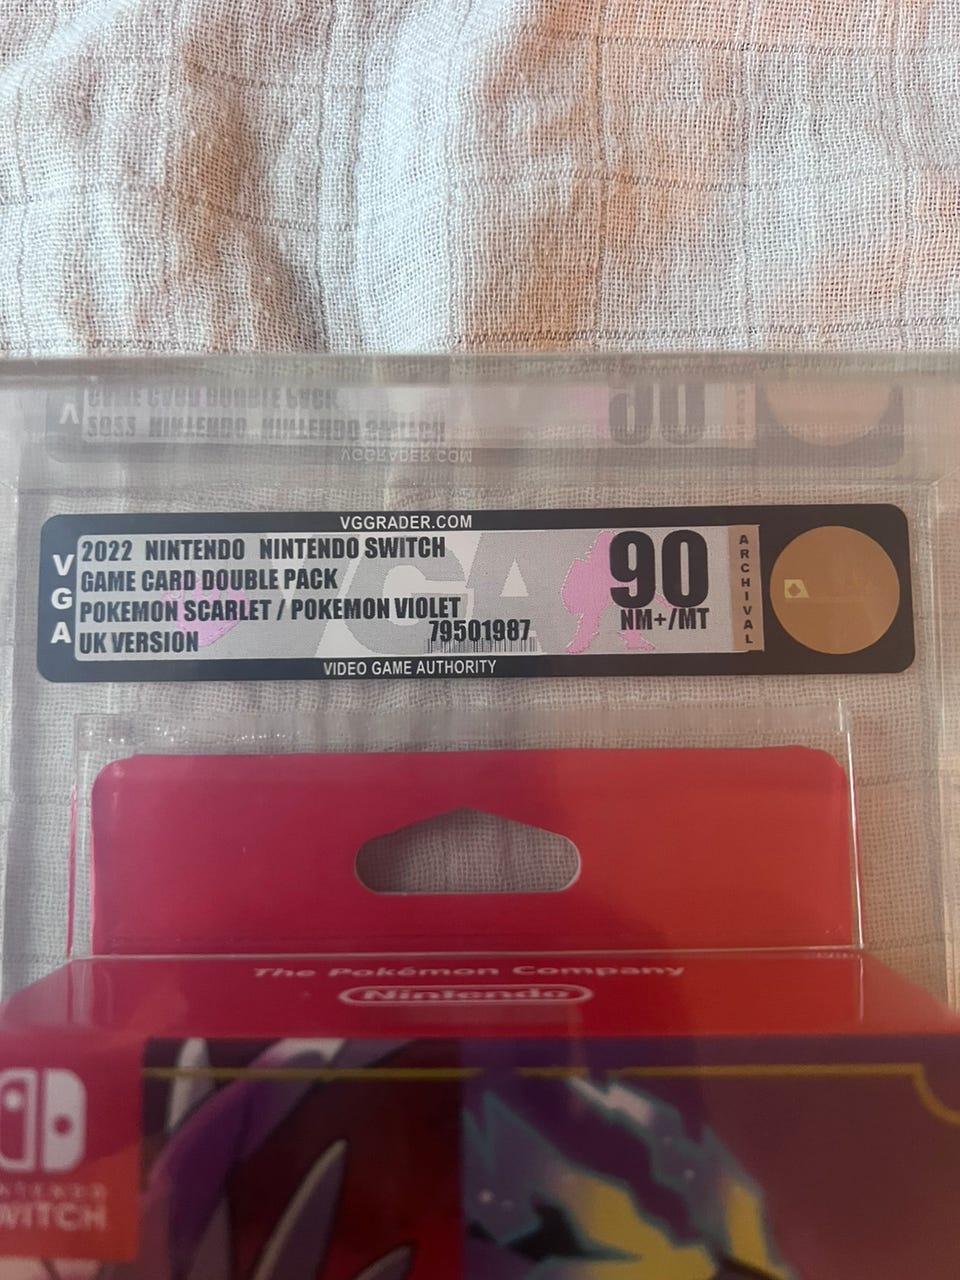 VGGRADER.COM
VGA
2022 NINTENDO NINTENDO SWITCH
GAME CARD DOUBLE PACK
POKEMON SCARLET / POKEMON VIOLET
UK VERSION
79501987
90
NM+/MT
ARCHIVAL
VIDEO GAME AUTHORITY
The Pokémon Company
Nintendo